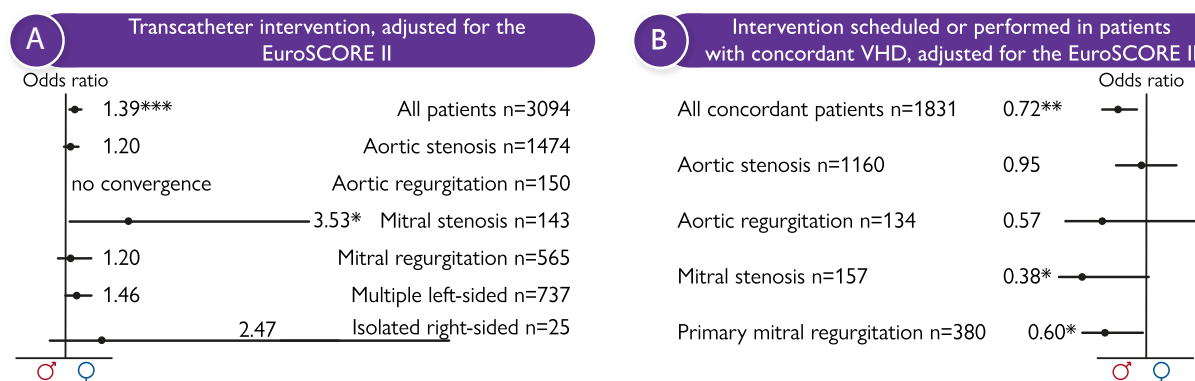 A
Transcatheter intervention, adjusted for the
EuroSCORE II
Odds ratio
1.39*** All patients n=3094
1.20 Aortic stenosis n=1474
no convergence Aortic regurgitation n=150
3.53* Mitral stenosis n=143
1.20 Mitral regurgitation n=565
1.46 Multiple left-sided n=737
2.47 Isolated right-sided n=25
♂ ♀
B
Intervention scheduled or performed in patients
with concordant VHD, adjusted for the EuroSCORE II
Odds ratio
All concordant patients n=1831 0.72**
Aortic stenosis n=1160 0.95
Aortic regurgitation n=134 0.57
Mitral stenosis n=157 0.38*
Primary mitral regurgitation n=380 0.60*
♂ ♀